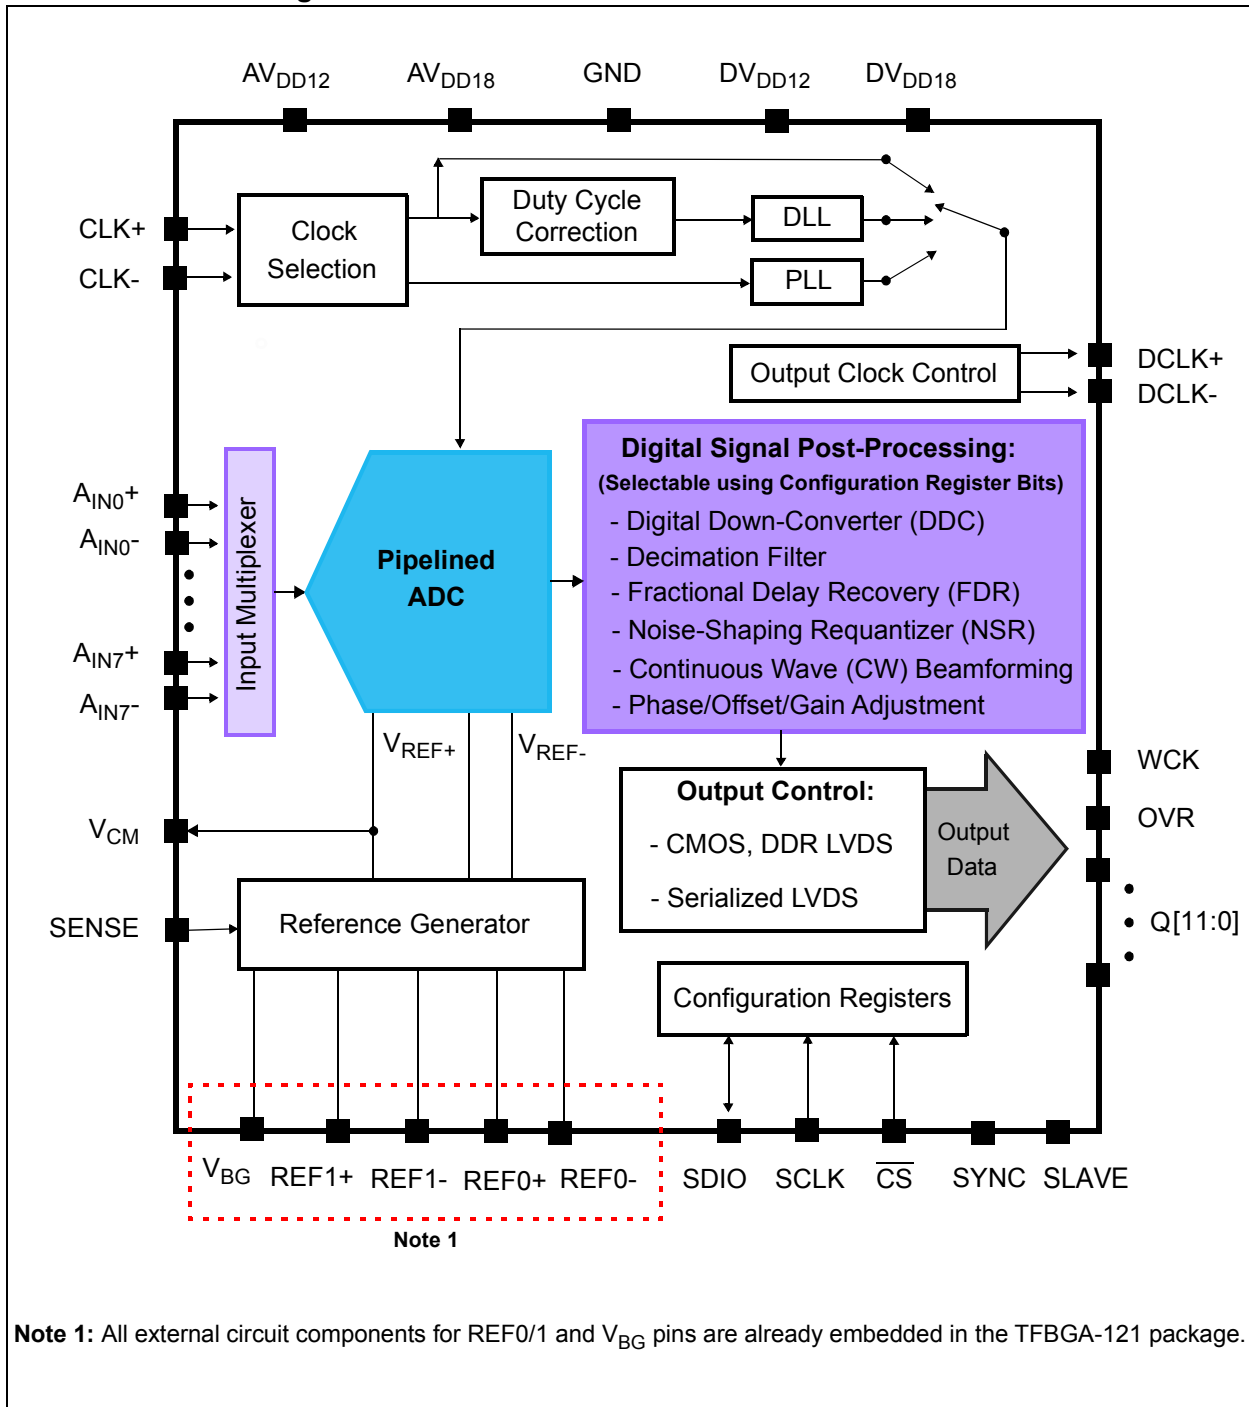 AVDD12 AVDD18 GND DVDD12 DVDD18
CLK+
CLK-
Clock
Selection
Duty Cycle
Correction
DLL
PLL
Output Clock Control
DCLK+
DCLK-
AIN0+
AIN0-
AIN7+
AIN7-
Input Multiplexer
Pipelined
ADC
Digital Signal Post-Processing:
(Selectable using Configuration Register Bits)
- Digital Down-Converter (DDC)
- Decimation Filter
- Fractional Delay Recovery (FDR)
- Noise-Shaping Requantizer (NSR)
- Continuous Wave (CW) Beamforming
- Phase/Offset/Gain Adjustment
VREF+
VREF-
Output Control:
- CMOS, DDR LVDS
- Serialized LVDS
Output
Data
WCK
OVR
Q[11:0]
VCM
SENSE
Reference Generator
Configuration Registers
VBG REF1+ REF1- REF0+ REF0- SDIO SCLK CS SYNC SLAVE
Note 1
Note 1: All external circuit components for REF0/1 and VBG pins are already embedded in the TFBGA-121 package.